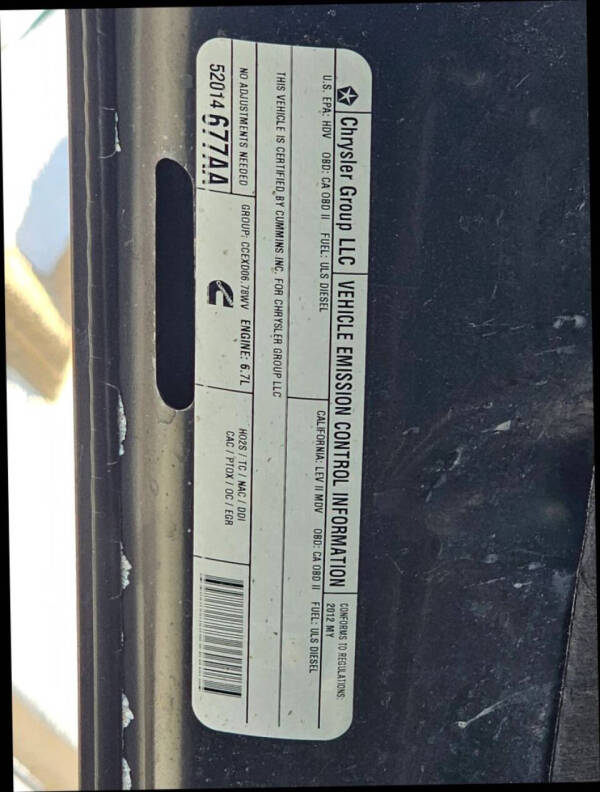 Chrysler Group LLC VEHICLE EMISSION CONTROL INFORMATION
CONFORMS TO REGULATIONS:
2012 MY
U.S. EPA: HDV OBD: CA OBD II FUEL: ULS DIESEL
CALIFORNIA: LEV II MDV OBD: CA OBD II FUEL: ULS DIESEL
THIS VEHICLE IS CERTIFIED BY CUMMINS INC. FOR CHRYSLER GROUP LLC
NO ADJUSTMENTS NEEDED
52014677AA
GROUP: CCEXD06.78WV ENGINE: 6.7L
HO2S / TC / NAC / DDI
CAC / PTOX / OC / EGR